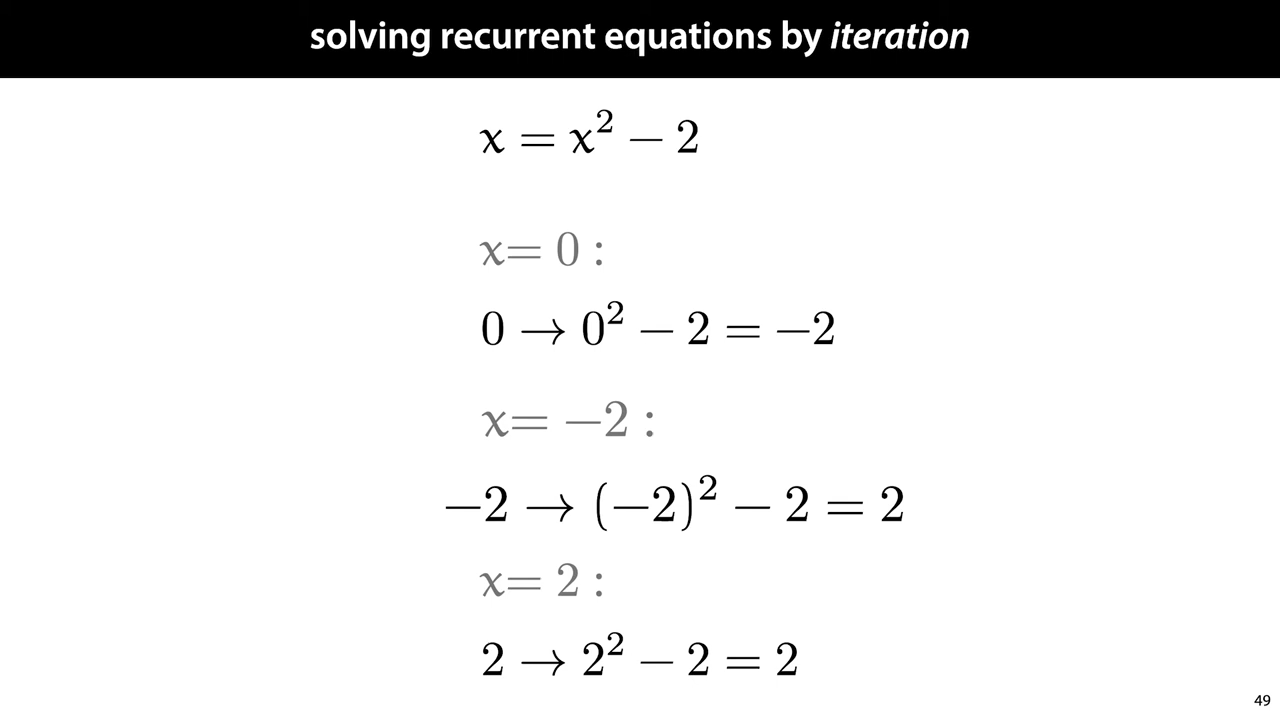 solving recurrent equations by iteration
x = x² − 2
x= 0 :
0 → 0² − 2 = −2
x= −2 :
−2 → (−2)² − 2 = 2
x= 2 :
2 → 2² − 2 = 2
49